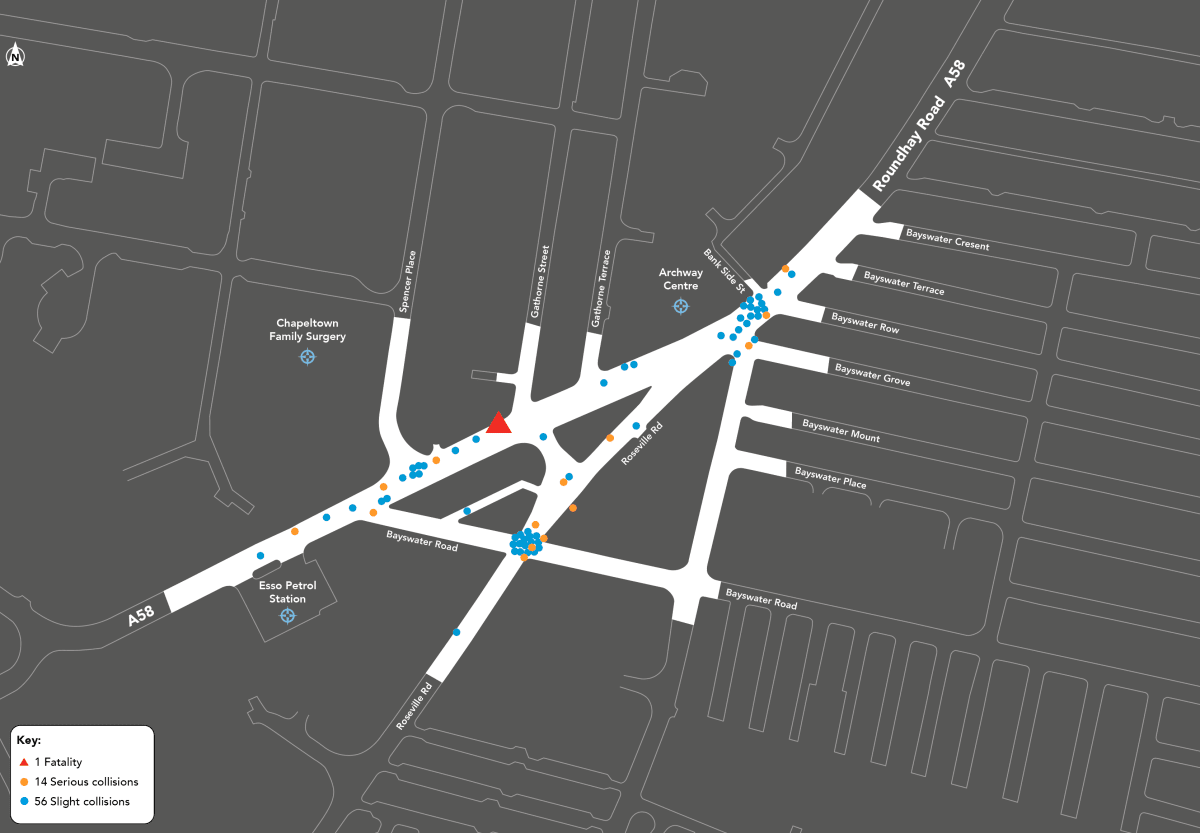 N
Roundhay Road A58
Bayswater Cresent
Bayswater Terrace
Bayswater Row
Bayswater Grove
Bayswater Mount
Bayswater Place
Bank Side St
Archway
Centre
Gathorne Terrace
Gathorne Street
Spencer Place
Chapeltown
Family Surgery
Roseville Rd
Bayswater Road
Bayswater Road
Esso Petrol
Station
A58
Roseville Rd
Key:
1 Fatality
14 Serious collisions
56 Slight collisions